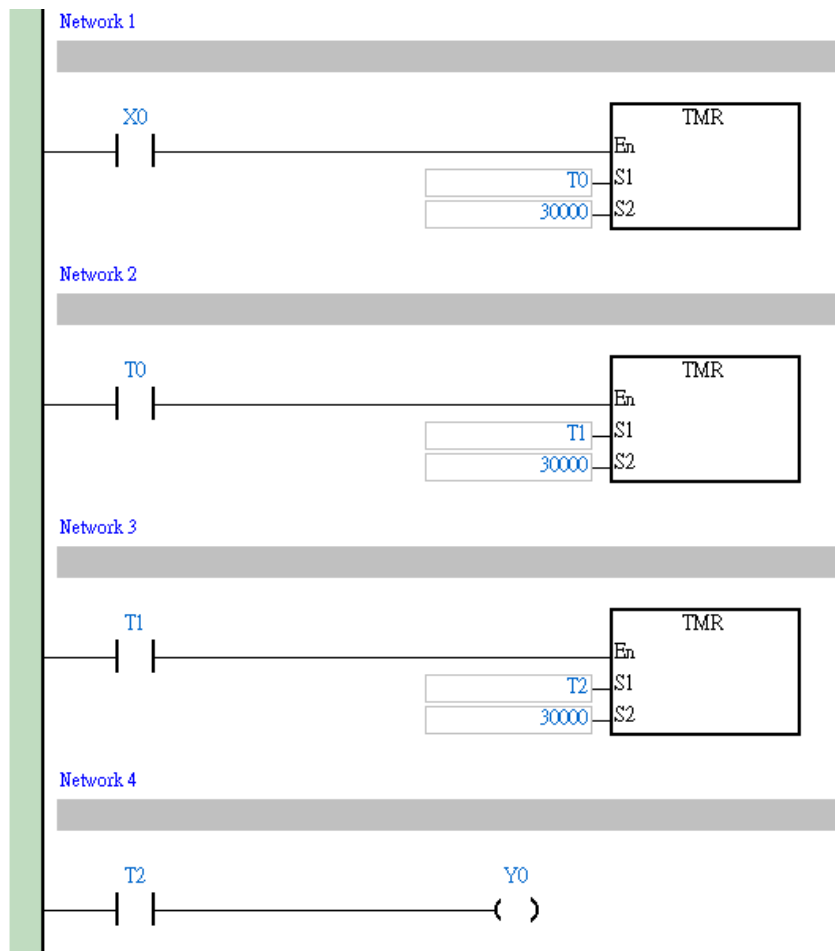 Network 1
X0
TMR
En
T0 S1
30000 S2
Network 2
T0
TMR
En
T1 S1
30000 S2
Network 3
T1
TMR
En
T2 S1
30000 S2
Network 4
T2 Y0